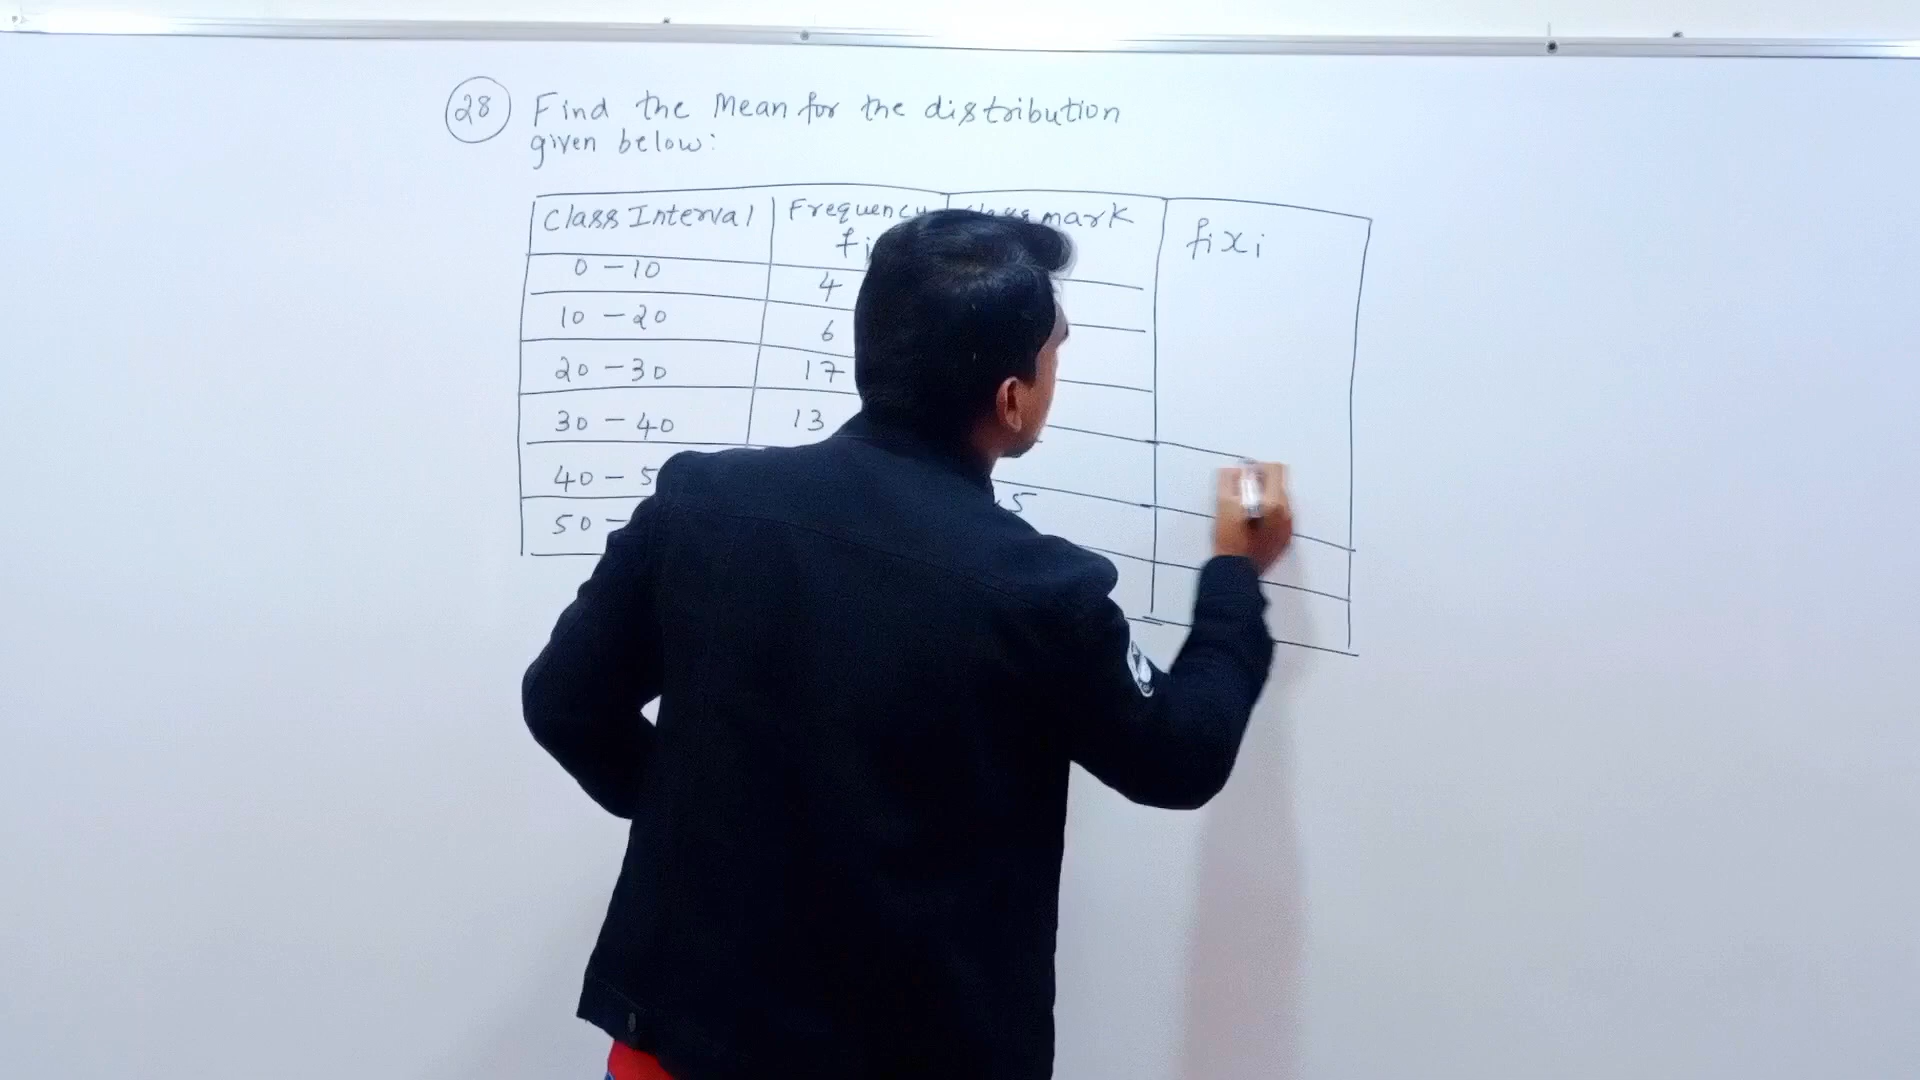 28 Find the Mean for the distribution
given below:
Class Interval Frequency mark
fi fixi
0 - 10 4
10 - 20 6
20 - 30 17
30 - 40 13
40 - 5
50 -